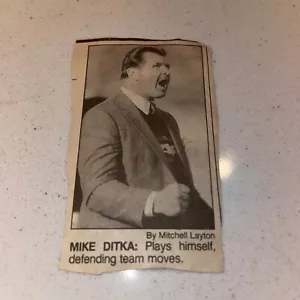 By Mitchell Layton
MIKE DITKA: Plays himself,
defending team moves.